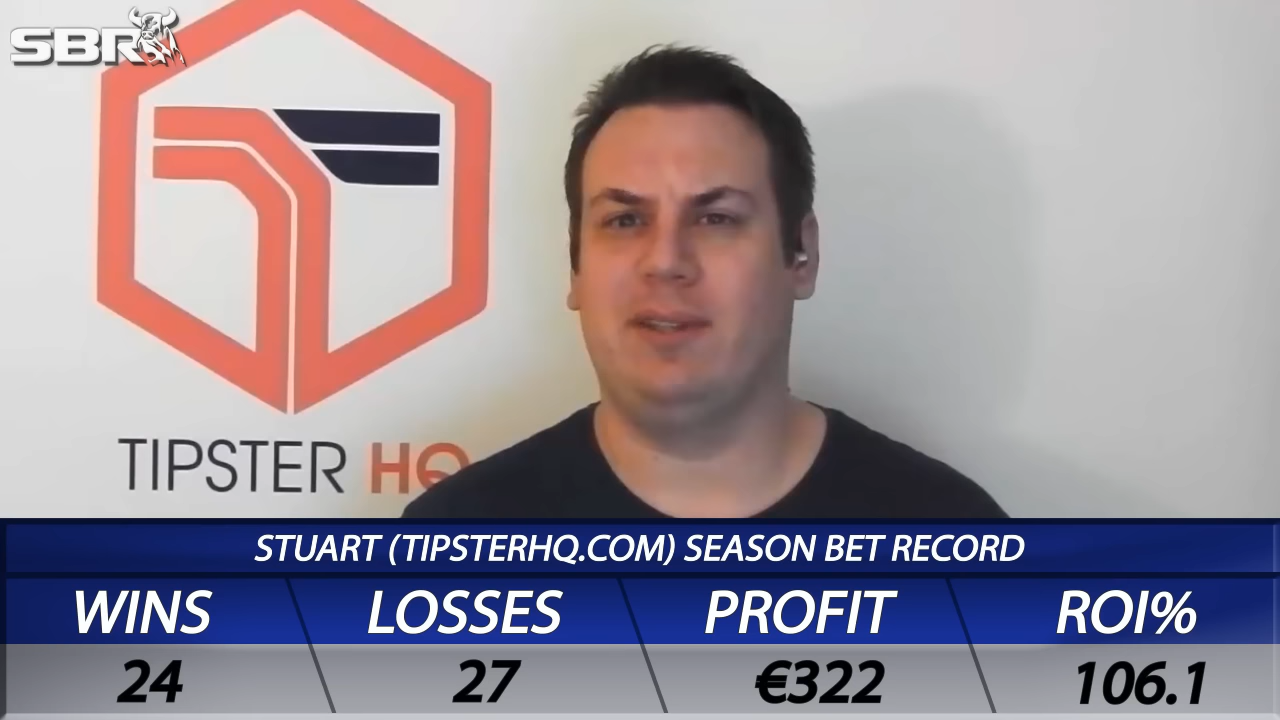 SBR
TIPSTER HQ
STUART (TIPSTERHQ.COM) SEASON BET RECORD
WINS LOSSES PROFIT ROI%
24 27 €322 106.1